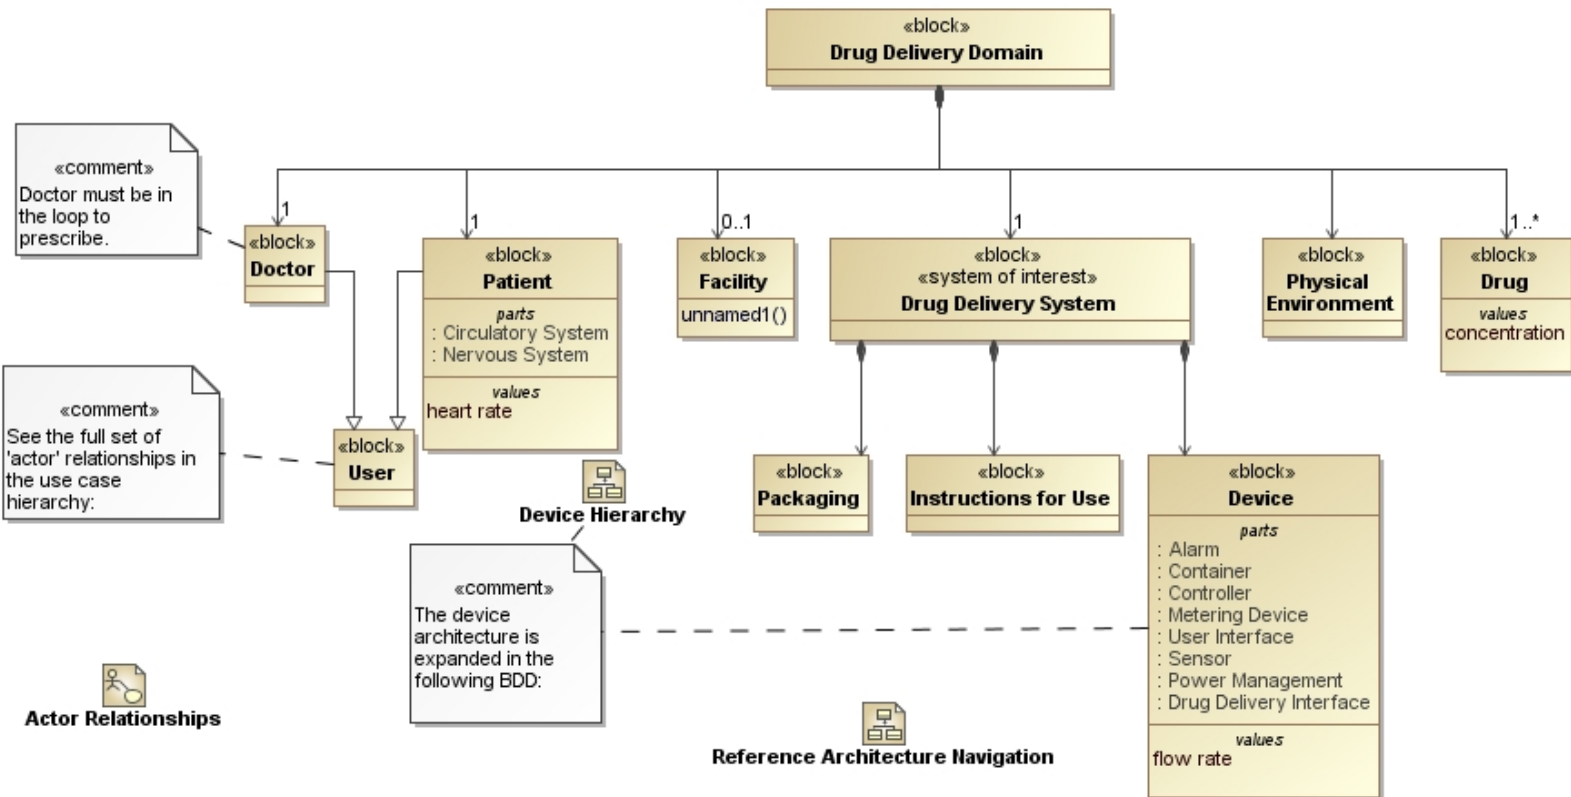 «block»
Drug Delivery Domain
«comment»
Doctor must be in
the loop to
prescribe.
1
1
0..1
1
1..*
«block»
Doctor
«block»
Patient
parts
: Circulatory System
: Nervous System
values
heart rate
«block»
Facility
unnamed1()
«block»
«system of interest»
Drug Delivery System
«block»
Physical
Environment
«block»
Drug
values
concentration
«comment»
See the full set of
'actor' relationships in
the use case
hierarchy:
«block»
User
Device Hierarchy
«block»
Packaging
«block»
Instructions for Use
«block»
Device
parts
: Alarm
: Container
: Controller
: Metering Device
: User Interface
: Sensor
: Power Management
: Drug Delivery Interface
values
flow rate
«comment»
The device
architecture is
expanded in the
following BDD:
Actor Relationships
Reference Architecture Navigation